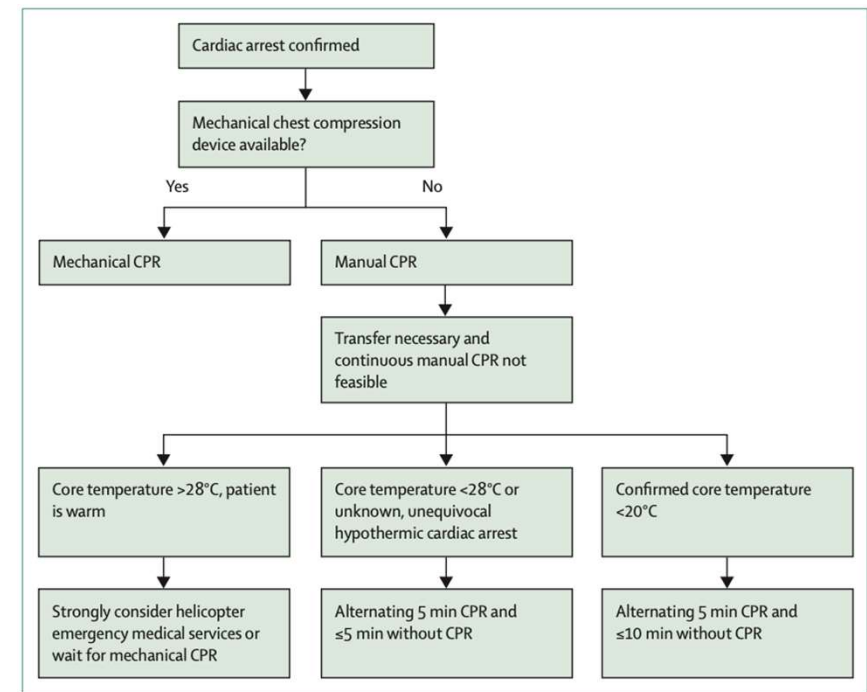 Cardiac arrest confirmed
Mechanical chest compression
device available?
Yes
No
Mechanical CPR
Manual CPR
Transfer necessary and
continuous manual CPR not
feasible
Core temperature >28°C, patient
is warm
Core temperature <28°C or
unknown, unequivocal
hypothermic cardiac arrest
Confirmed core temperature
<20°C
Strongly consider helicopter
emergency medical services or
wait for mechanical CPR
Alternating 5 min CPR and
≤5 min without CPR
Alternating 5 min CPR and
≤10 min without CPR